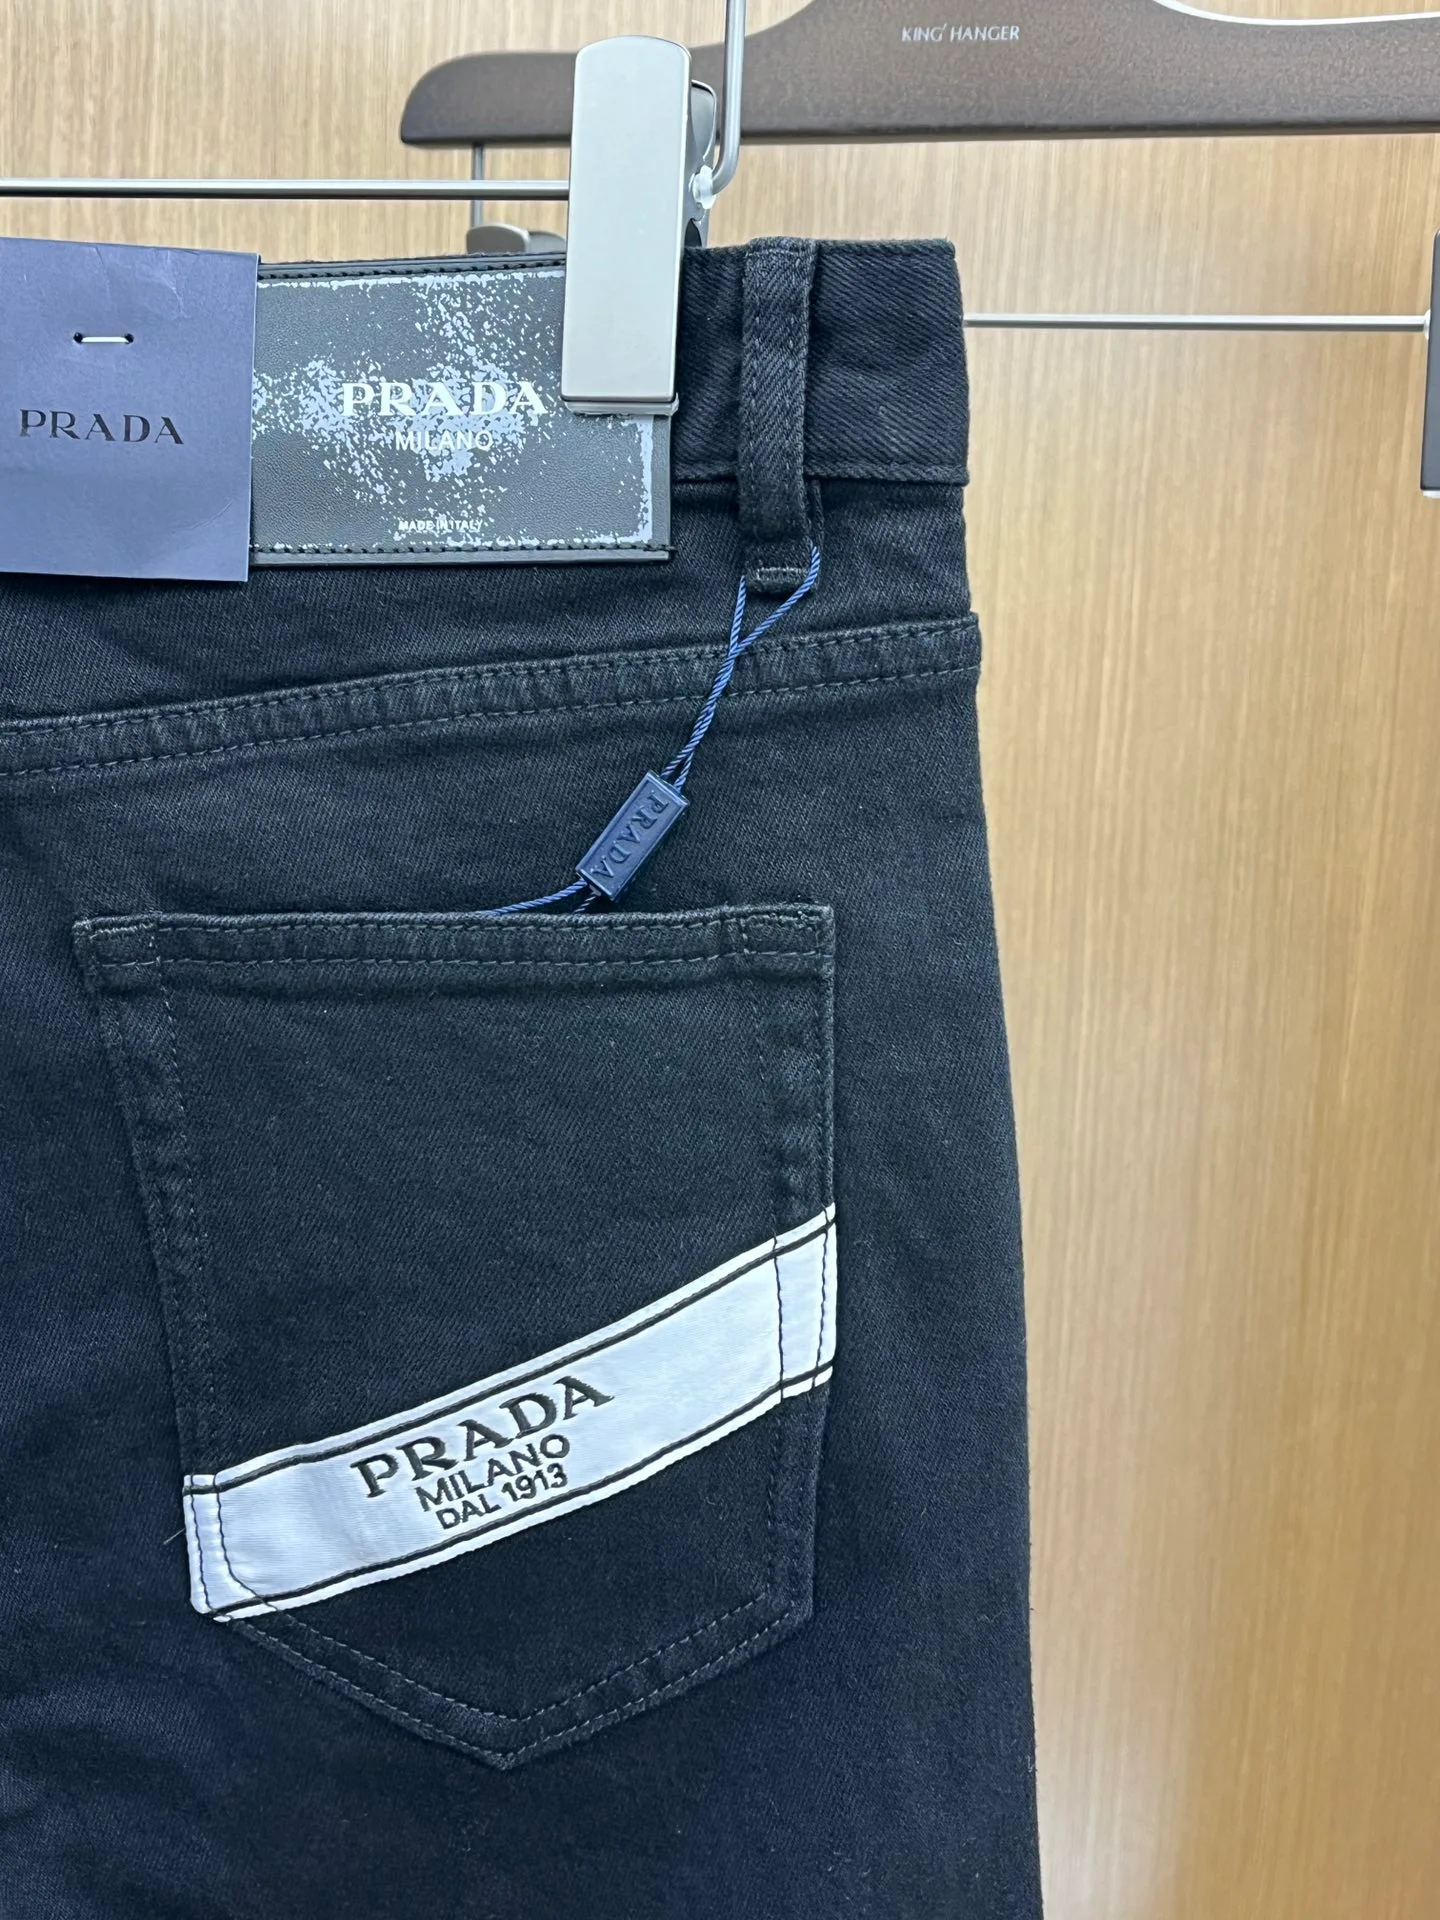 KING' HANGER
PRADA
PRADA
MILANO
MADE IN ITALY
PRADA
PRADA
MILANO
DAL 1913